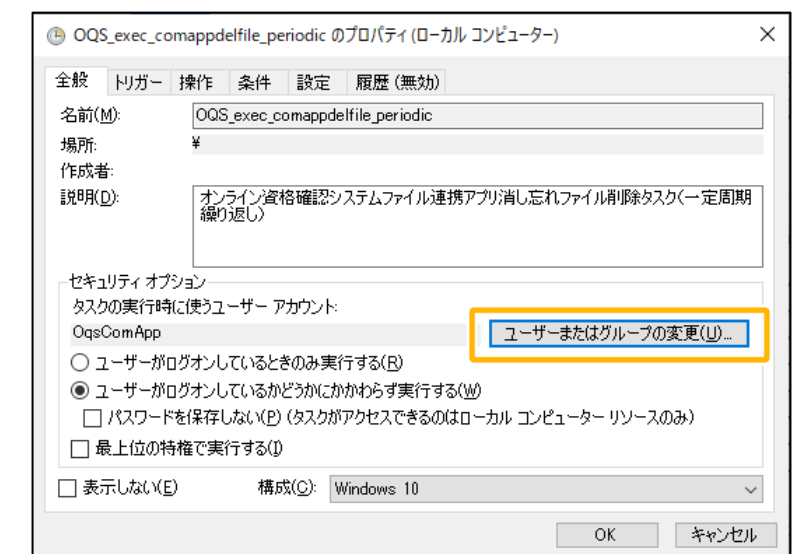 OQS_exec_comappdelfile_periodic のプロパティ (ローカル コンピューター)
全般 トリガー 操作 条件 設定 履歴 (無効)
名前(M): OQS_exec_comappdelfile_periodic
場所: ¥
作成者:
説明(D): オンライン資格確認システムファイル連携アプリ消し忘れファイル削除タスク(一定周期
繰り返し)
セキュリティ オプション
タスクの実行時に使うユーザー アカウント:
OqsComApp ユーザーまたはグループの変更(U)...
ユーザーがログオンしているときのみ実行する(R)
ユーザーがログオンしているかどうかにかかわらず実行する(W)
パスワードを保存しない(P) (タスクがアクセスできるのはローカル コンピューター リソースのみ)
最上位の特権で実行する(I)
表示しない(E) 構成(C): Windows 10
OK キャンセル